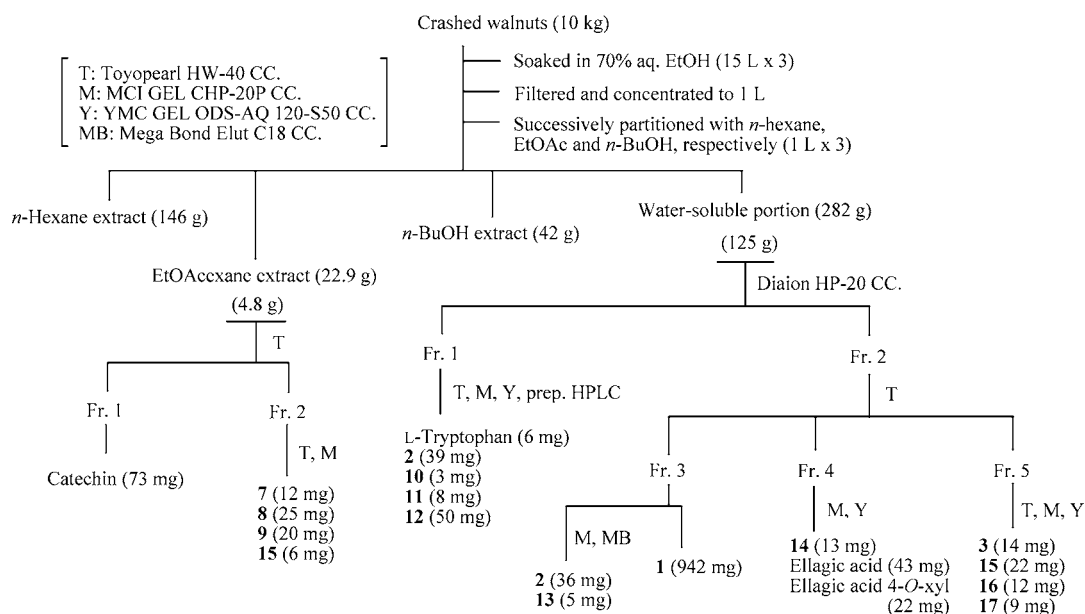 Crashed walnuts (10 kg)
T: Toyopearl HW-40 CC.
M: MCI GEL CHP-20P CC.
Y: YMC GEL ODS-AQ 120-S50 CC.
MB: Mega Bond Elut C18 CC.
Soaked in 70% aq. EtOH (15 L x 3)
Filtered and concentrated to 1 L
Successively partitioned with n-hexane,
EtOAc and n-BuOH, respectively (1 L x 3)
n-Hexane extract (146 g)
EtOAcexane extract (22.9 g)
(4.8 g)
T
Fr. 1
Catechin (73 mg)
Fr. 2
T, M
7 (12 mg)
8 (25 mg)
9 (20 mg)
15 (6 mg)
n-BuOH extract (42 g)
Water-soluble portion (282 g)
(125 g)
Diaion HP-20 CC.
Fr. 1
T, M, Y, prep. HPLC
L-Tryptophan (6 mg)
2 (39 mg)
10 (3 mg)
11 (8 mg)
12 (50 mg)
Fr. 2
T
Fr. 3
M, MB
2 (36 mg)
13 (5 mg)
1 (942 mg)
Fr. 4
M, Y
14 (13 mg)
Ellagic acid (43 mg)
Ellagic acid 4-O-xyl
(22 mg)
Fr. 5
T, M, Y
3 (14 mg)
15 (22 mg)
16 (12 mg)
17 (9 mg)